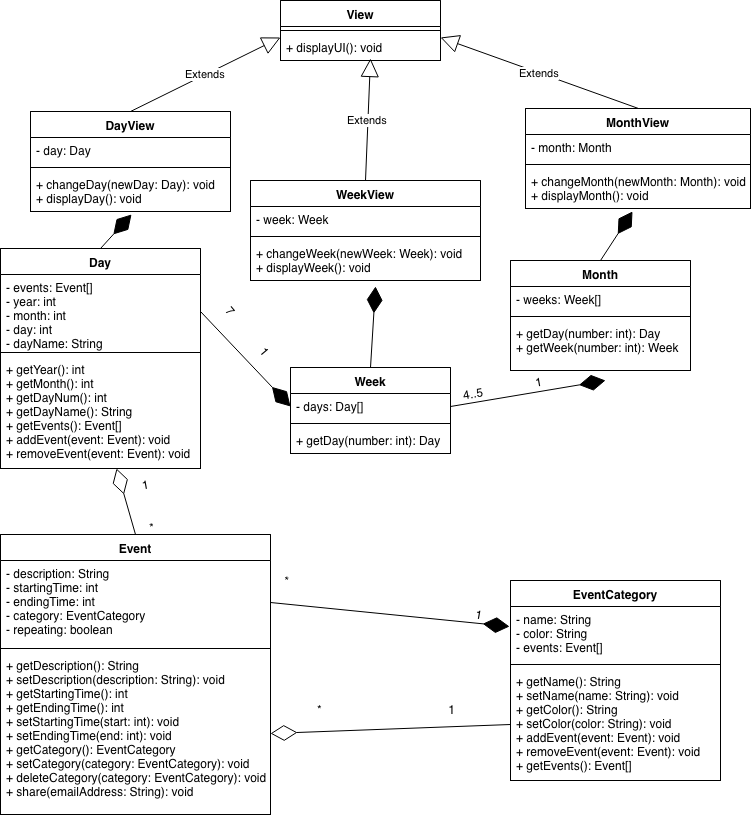 View
+ displayUI(): void
Extends
Extends
Extends
DayView
- day: Day
+ changeDay(newDay: Day): void
+ displayDay(): void
WeekView
- week: Week
+ changeWeek(newWeek: Week): void
+ displayWeek(): void
MonthView
- month: Month
+ changeMonth(newMonth: Month): void
+ displayMonth(): void
Day
- events: Event[]
- year: int
- month: int
- day: int
- dayName: String
+ getYear(): int
+ getMonth(): int
+ getDayNum(): int
+ getDayName(): String
+ getEvents(): Event[]
+ addEvent(event: Event): void
+ removeEvent(event: Event): void
7
1
Week
- days: Day[]
+ getDay(number: int): Day
4..5
1
Month
- weeks: Week[]
+ getDay(number: int): Day
+ getWeek(number: int): Week
1
*
Event
- description: String
- startingTime: int
- endingTime: int
- category: EventCategory
- repeating: boolean
+ getDescription(): String
+ setDescription(description: String): void
+ getStartingTime(): int
+ getEndingTime(): int
+ setStartingTime(start: int): void
+ setEndingTime(end: int): void
+ getCategory(): EventCategory
+ setCategory(category: EventCategory): void
+ deleteCategory(category: EventCategory): void
+ share(emailAddress: String): void
*
1
*
1
EventCategory
- name: String
- color: String
- events: Event[]
+ getName(): String
+ setName(name: String): void
+ getColor(): String
+ setColor(color: String): void
+ addEvent(event: Event): void
+ removeEvent(event: Event): void
+ getEvents(): Event[]